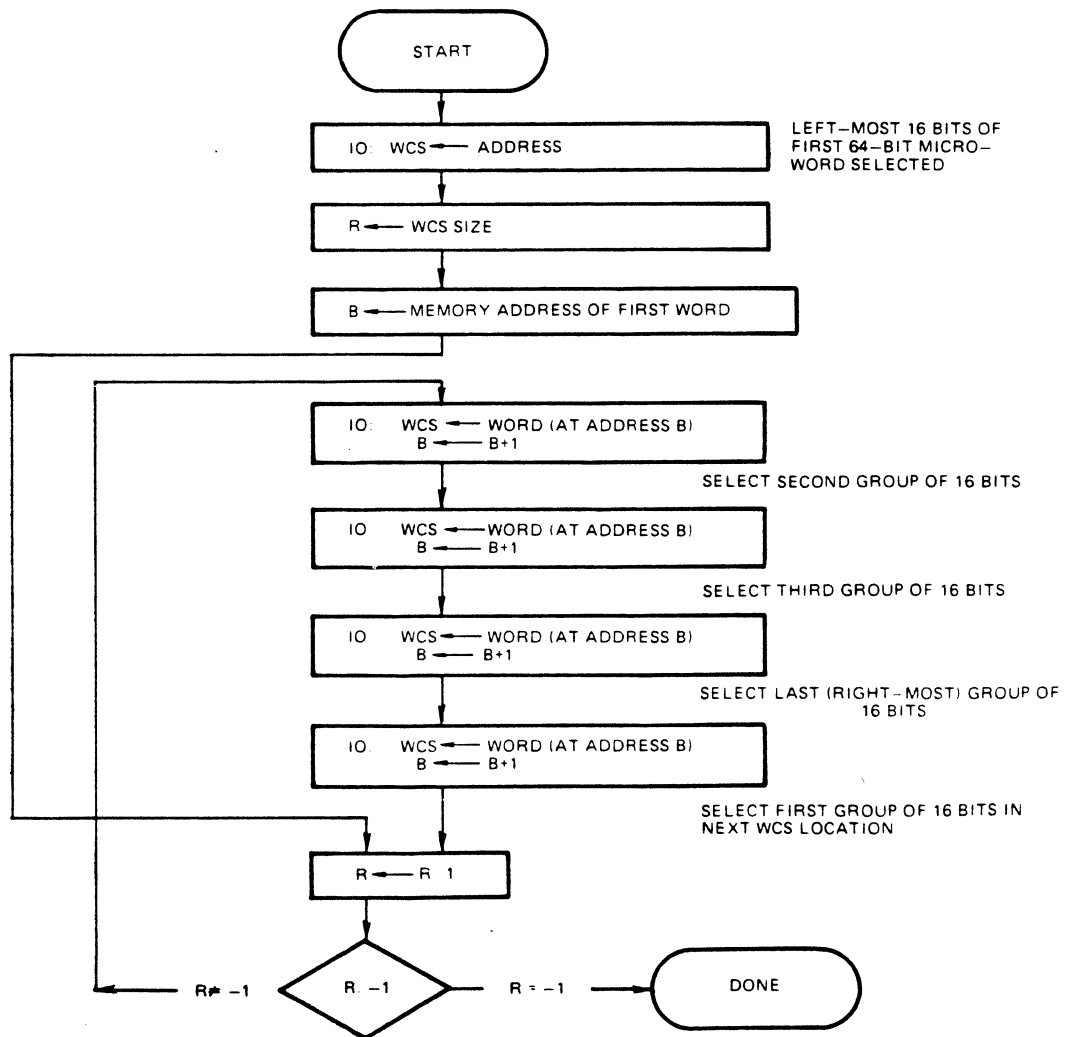 START
IO: WCS ← ADDRESS
LEFT-MOST 16 BITS OF
FIRST 64-BIT MICRO-
WORD SELECTED
R ← WCS SIZE
B ← MEMORY ADDRESS OF FIRST WORD
IO: WCS ← WORD (AT ADDRESS B)
B ← B+1
SELECT SECOND GROUP OF 16 BITS
IO WCS ← WORD (AT ADDRESS B)
B ← B+1
SELECT THIRD GROUP OF 16 BITS
IO WCS ← WORD (AT ADDRESS B)
B ← B+1
SELECT LAST (RIGHT-MOST) GROUP OF
16 BITS
IO: WCS ← WORD (AT ADDRESS B)
B ← B+1
SELECT FIRST GROUP OF 16 BITS IN
NEXT WCS LOCATION
R ← R 1
R≠ -1
R: -1
R = -1
DONE